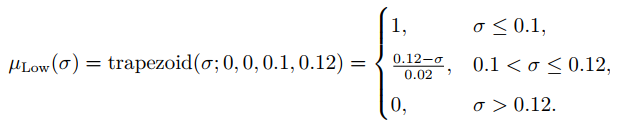 μ_Low(σ) = trapezoid(σ; 0, 0, 0.1, 0.12) = { 1, σ ≤ 0.1,
(0.12−σ)/0.02, 0.1 < σ ≤ 0.12,
0, σ > 0.12.